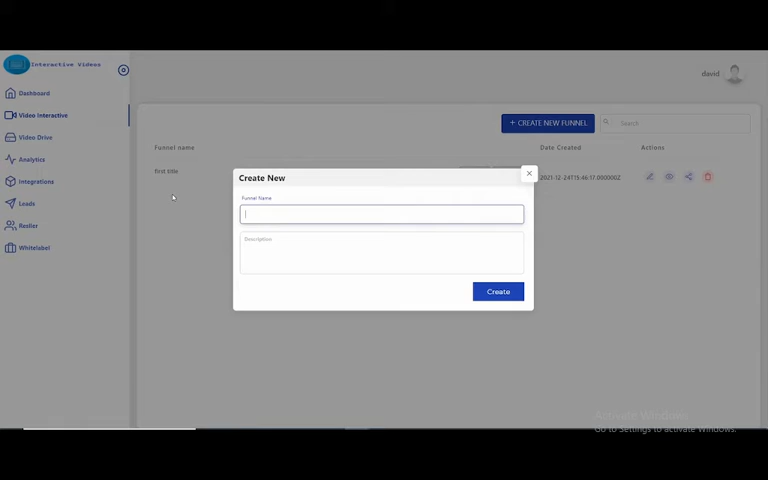 Interactive Videos
david
Dashboard
Video Interactive
Video Drive
Analytics
Integrations
Leads
Resller
Whitelabel
+ CREATE NEW FUNNEL
Search
Funnel name
Date Created
Actions
first title
2021-12-24T15:46:17.000000Z
Create New
Funnel Name
Description
Create
Activate Windows
Go to Settings to activate Windows.